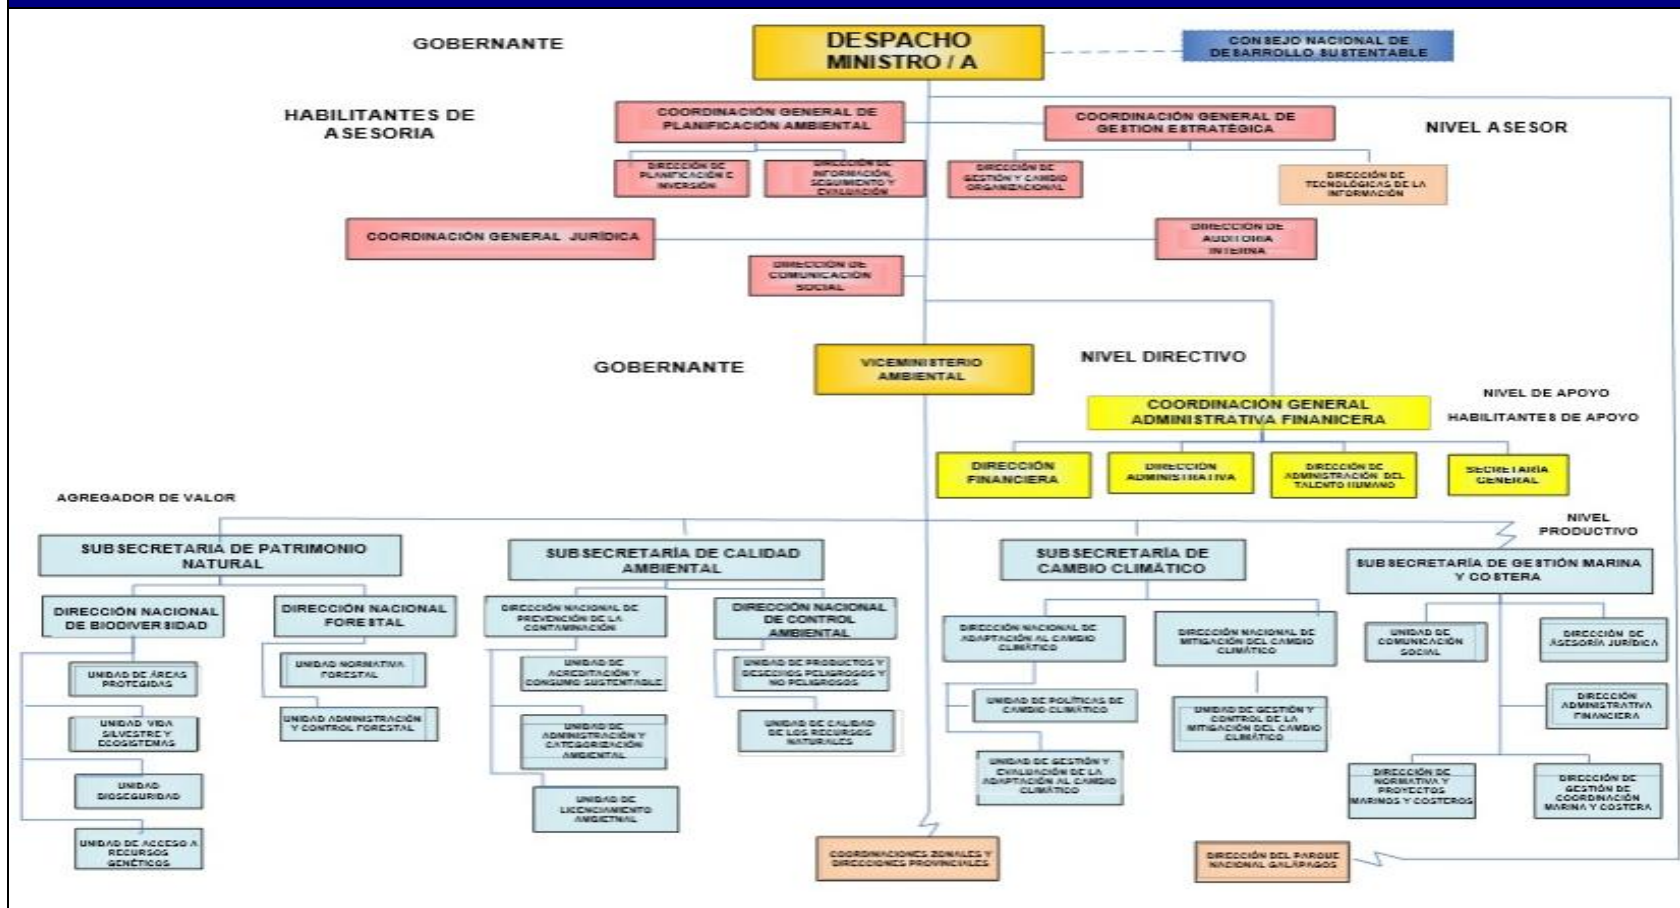 GOBERNANTE
DESPACHO
MINISTRO / A
CONSEJO NACIONAL DE
DESARROLLO SUSTENTABLE
HABILITANTES DE
ASESORIA
COORDINACIÓN GENERAL DE
PLANIFICACIÓN AMBIENTAL
COORDINACIÓN GENERAL DE
GESTION ESTRATÉGICA
NIVEL ASESOR
DIRECCIÓN DE
PLANIFICACIÓN E
INVERSIÓN
DIRECCIÓN DE
INFORMACIÓN,
SEGUIMIENTO Y
EVALUACIÓN
DIRECCIÓN DE
GESTIÓN Y CAMBIO
ORGANIZACIONAL
DIRECCIÓN DE
TECNOLÓGICAS DE LA
INFORMACIÓN
COORDINACIÓN GENERAL JURÍDICA
DIRECCIÓN DE
AUDITORIA
INTERNA
DIRECCIÓN DE
COMUNICACIÓN
SOCIAL
GOBERNANTE
VICEMINISTERIO
AMBIENTAL
NIVEL DIRECTIVO
COORDINACIÓN GENERAL
ADMINISTRATIVA FINANICERA
NIVEL DE APOYO
HABILITANTES DE APOYO
DIRECCIÓN
FINANCIERA
DIRECCIÓN
ADMINISTRATIVA
DIRECCIÓN DE
ADMINISTRACIÓN DEL
TALENTO HUMANO
SECRETARÍA
GENERAL
AGREGADOR DE VALOR
NIVEL
PRODUCTIVO
SUBSECRETARÍA DE PATRIMONIO
NATURAL
SUBSECRETARÍA DE CALIDAD
AMBIENTAL
SUBSECRETARÍA DE
CAMBIO CLIMÁTICO
SUBSECRETARÍA DE GESTIÓN MARINA
Y COSTERA
DIRECCIÓN NACIONAL
DE BIODIVERSIDAD
DIRECCIÓN NACIONAL
FORESTAL
DIRECCIÓN NACIONAL DE
PREVENCIÓN DE LA
CONTAMINACIÓN
DIRECCIÓN NACIONAL
DE CONTROL
AMBIENTAL
DIRECCIÓN NACIONAL DE
ADAPTACIÓN AL CAMBIO
CLIMÁTICO
DIRECCIÓN NACIONAL DE
MITIGACIÓN DEL CAMBIO
CLIMÁTICO
UNIDAD DE
COMUNICACIÓN
SOCIAL
DIRECCIÓN DE
ASESORÍA JURÍDICA
UNIDAD DE ÁREAS
PROTEGIDAS
UNIDAD NORMATIVA
FORESTAL
UNIDAD DE
ACREDITACIÓN Y
CONSUMO SUSTENTABLE
UNIDAD DE PRODUCTOS Y
DESECHOS PELIGROSOS Y
NO PELIGROSOS
UNIDAD DE POLÍTICAS DE
CAMBIO CLIMÁTICO
UNIDAD DE GESTIÓN Y
CONTROL DE LA
MITIGACIÓN DEL CAMBIO
CLIMÁTICO
DIRECCIÓN
ADMINISTRATIVA
FINANCIERA
UNIDAD VIDA
SILVESTRE Y
ECOSISTEMAS
UNIDAD ADMINISTRACIÓN
Y CONTROL FORESTAL
UNIDAD DE
ADMINISTRACIÓN Y
CATEGORIZACIÓN
AMBIENTAL
UNIDAD DE CALIDAD
DE LOS RECURSOS
NATURALES
UNIDAD DE GESTIÓN Y
EVALUACIÓN DE LA
ADAPTACIÓN AL CAMBIO
CLIMÁTICO
DIRECCIÓN DE
NORMATIVA Y
PROYECTOS
MARINOS Y COSTEROS
DIRECCIÓN DE
GESTIÓN DE
COORDINACIÓN
MARINA Y COSTERA
UNIDAD
BIOSEGURIDAD
UNIDAD DE
LICENCIAMIENTO
AMBIETNAL
UNIDAD DE ACCESO A
RECURSOS
GENÉTICOS
COORDINACIONES ZONALES Y
DIRECCIONES PROVINCIALES
DIRECCIÓN DEL PARQUE
NACIONAL GALÁPAGOS